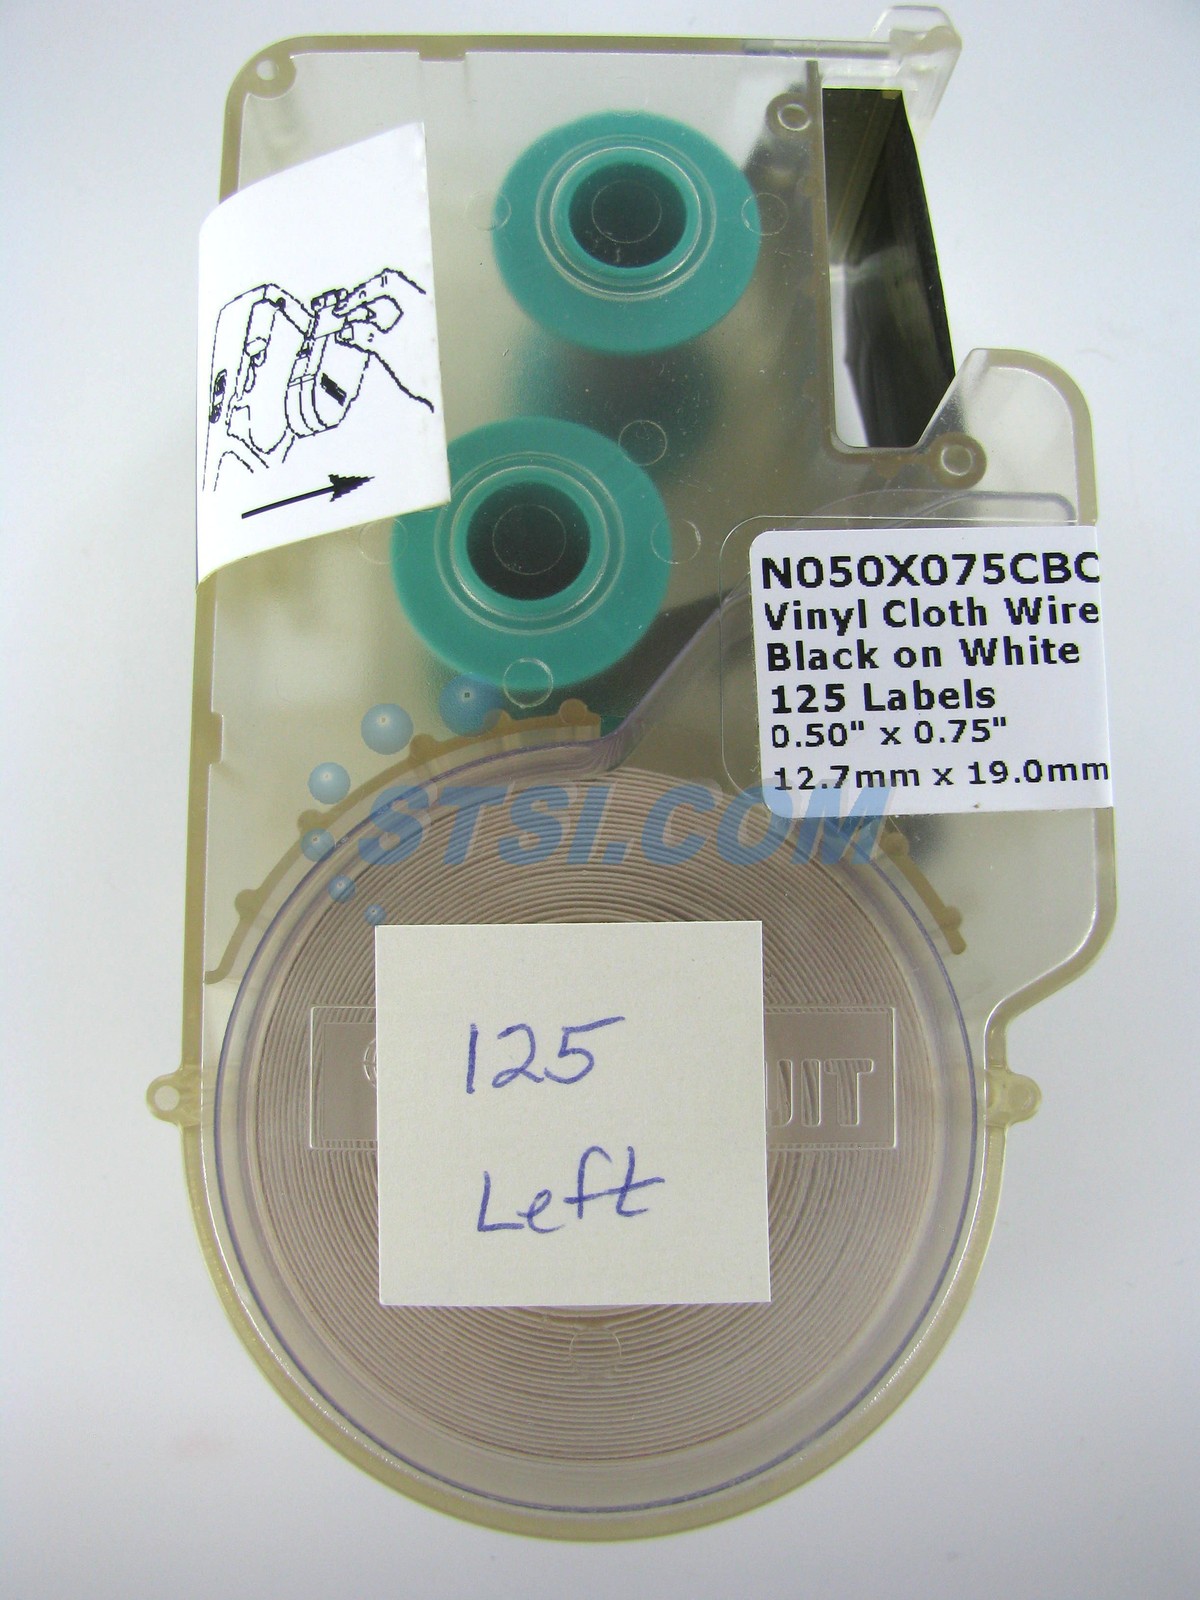 N050X075CBC
Vinyl Cloth Wire
Black on White
125 Labels
0.50" x 0.75"
12.7mm x 19.0mm
STSI.COM
125
Left